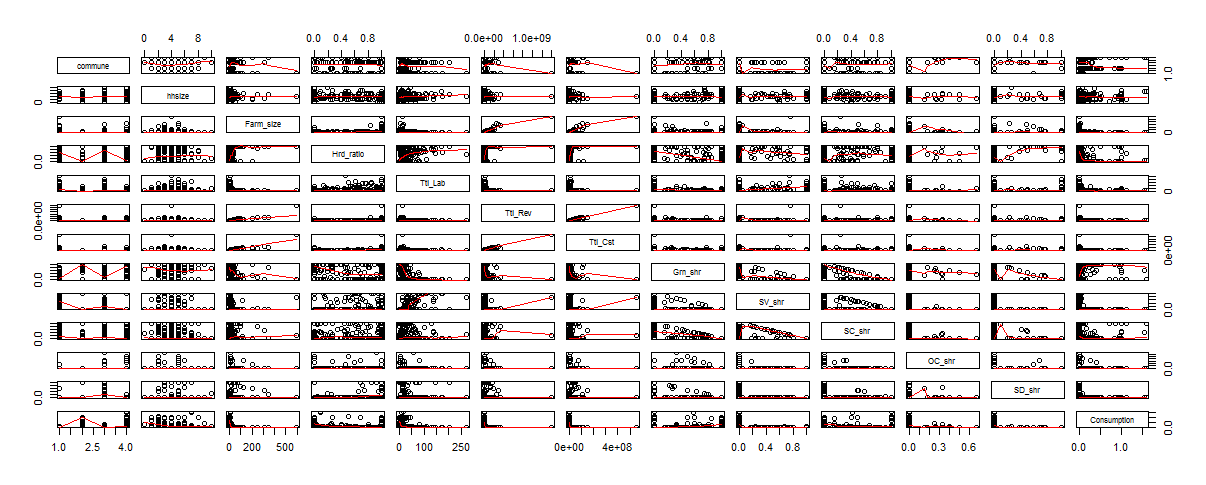 0 4 8 0.0 0.4 0.8 0.0e+00 1.0e+09 0.0 0.4 0.8 0.0 0.4 0.8 0.0 0.4 0.8
commune 1.0
0 hhsize
Farm_size 0
0.0 Hrd_ratio
Ttl_Lab 0
0.0e+00 Ttl_Rev
Ttl_Cst 0e+00
0.0 Grn_shr
SV_shr 0.0
0.0 SC_shr
OC_shr 0.0
0.0 SD_shr
Consumption 0.0
1.0 2.5 4.0 0 200 500 0 100 250 0e+00 4e+08 0.0 0.4 0.8 0.0 0.3 0.6 0.0 1.0